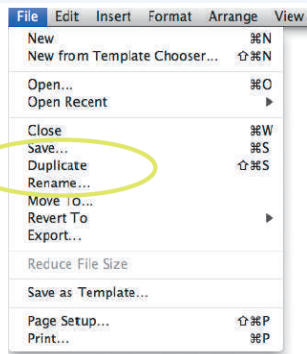 File Edit Insert Format Arrange View
New ⌘N
New from Template Chooser... ⇧⌘N
Open... ⌘O
Open Recent ▶
Close ⌘W
Save... ⌘S
Duplicate ⇧⌘S
Rename...
Move To...
Revert To ▶
Export...
Reduce File Size
Save as Template...
Page Setup... ⇧⌘P
Print... ⌘P